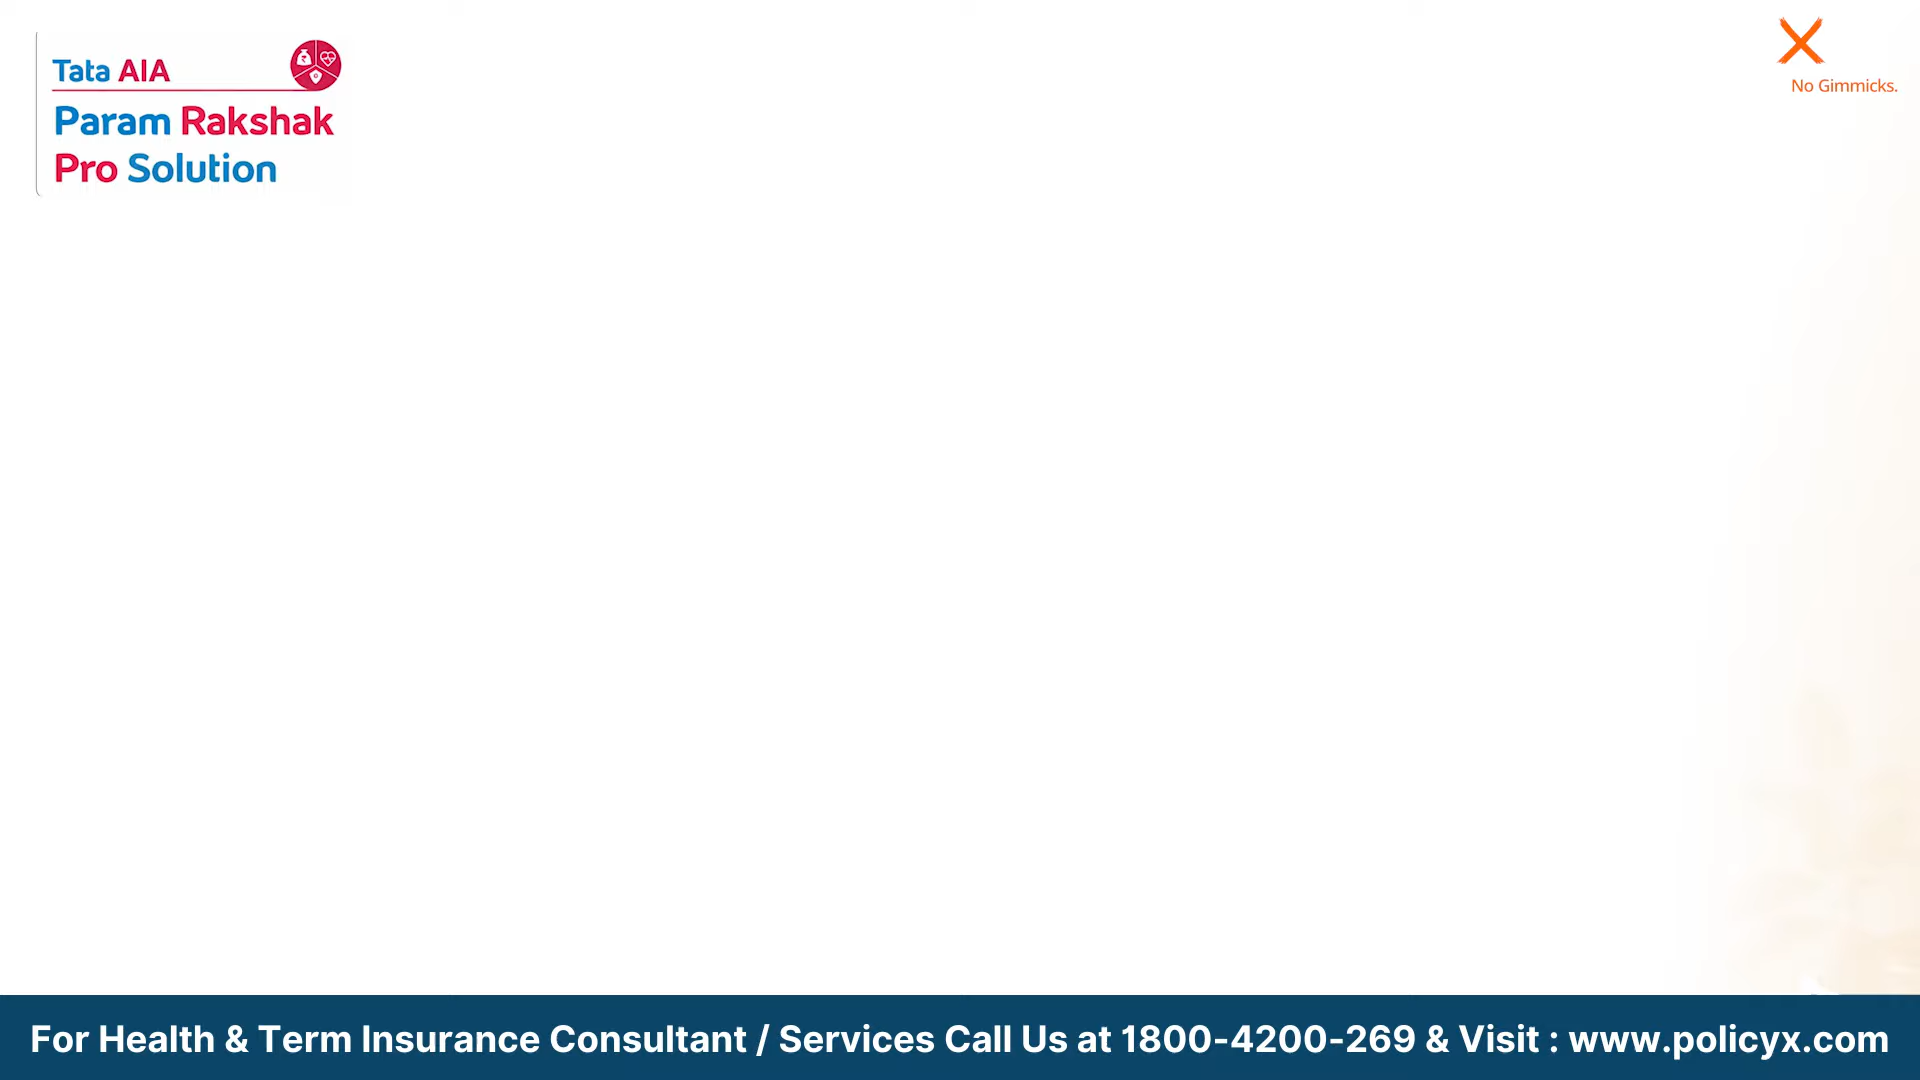 Tata AIA
Param Rakshak
Pro Solution
X
No Gimmicks.
For Health & Term Insurance Consultant / Services Call Us at 1800-4200-269 & Visit : www.policyx.com